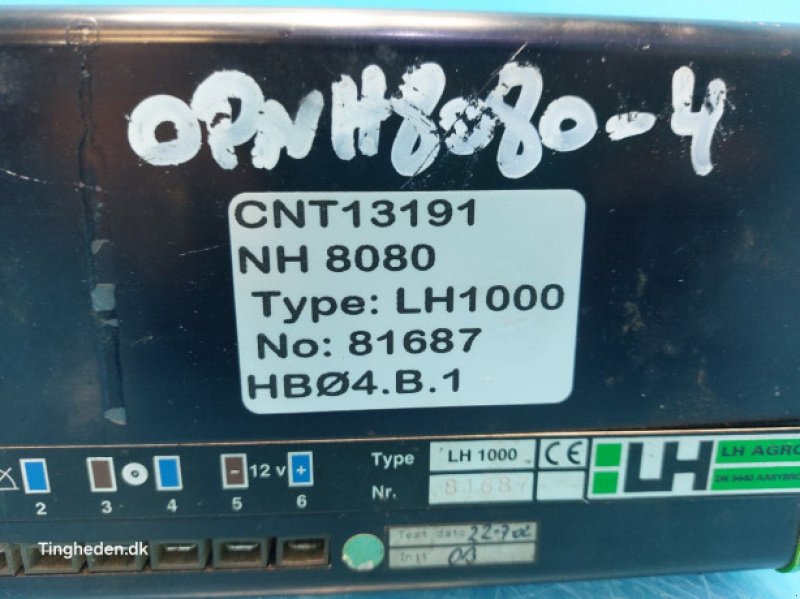 OPNH8080-4
CNT13191
NH 8080
Type: LH1000
No: 81687
HBØ4.B.1
Type LH 1000 CE LH LH AGRO
- 12 v +
2 3 4 5 6
Nr. 81687
Test date 22-7
Init
Tingheden.dk